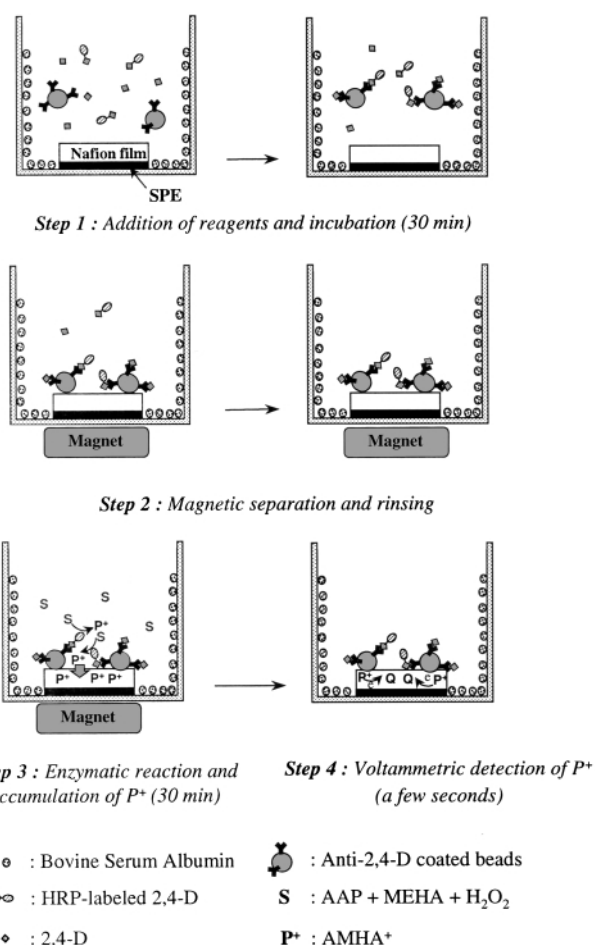 Nafion film
SPE
Step 1 : Addition of reagents and incubation (30 min)
Magnet
Magnet
Step 2 : Magnetic separation and rinsing
S
S
S P⁺
S
S
P⁺
P⁺ P⁺ P⁺
P⁺ Q Q P⁺
Magnet
p 3 : Enzymatic reaction and
ccumulation of P⁺ (30 min)
Step 4 : Voltammetric detection of P⁺
(a few seconds)
: Bovine Serum Albumin
: Anti-2,4-D coated beads
: HRP-labeled 2,4-D
S : AAP + MEHA + H₂O₂
: 2,4-D
P⁺ : AMHA⁺